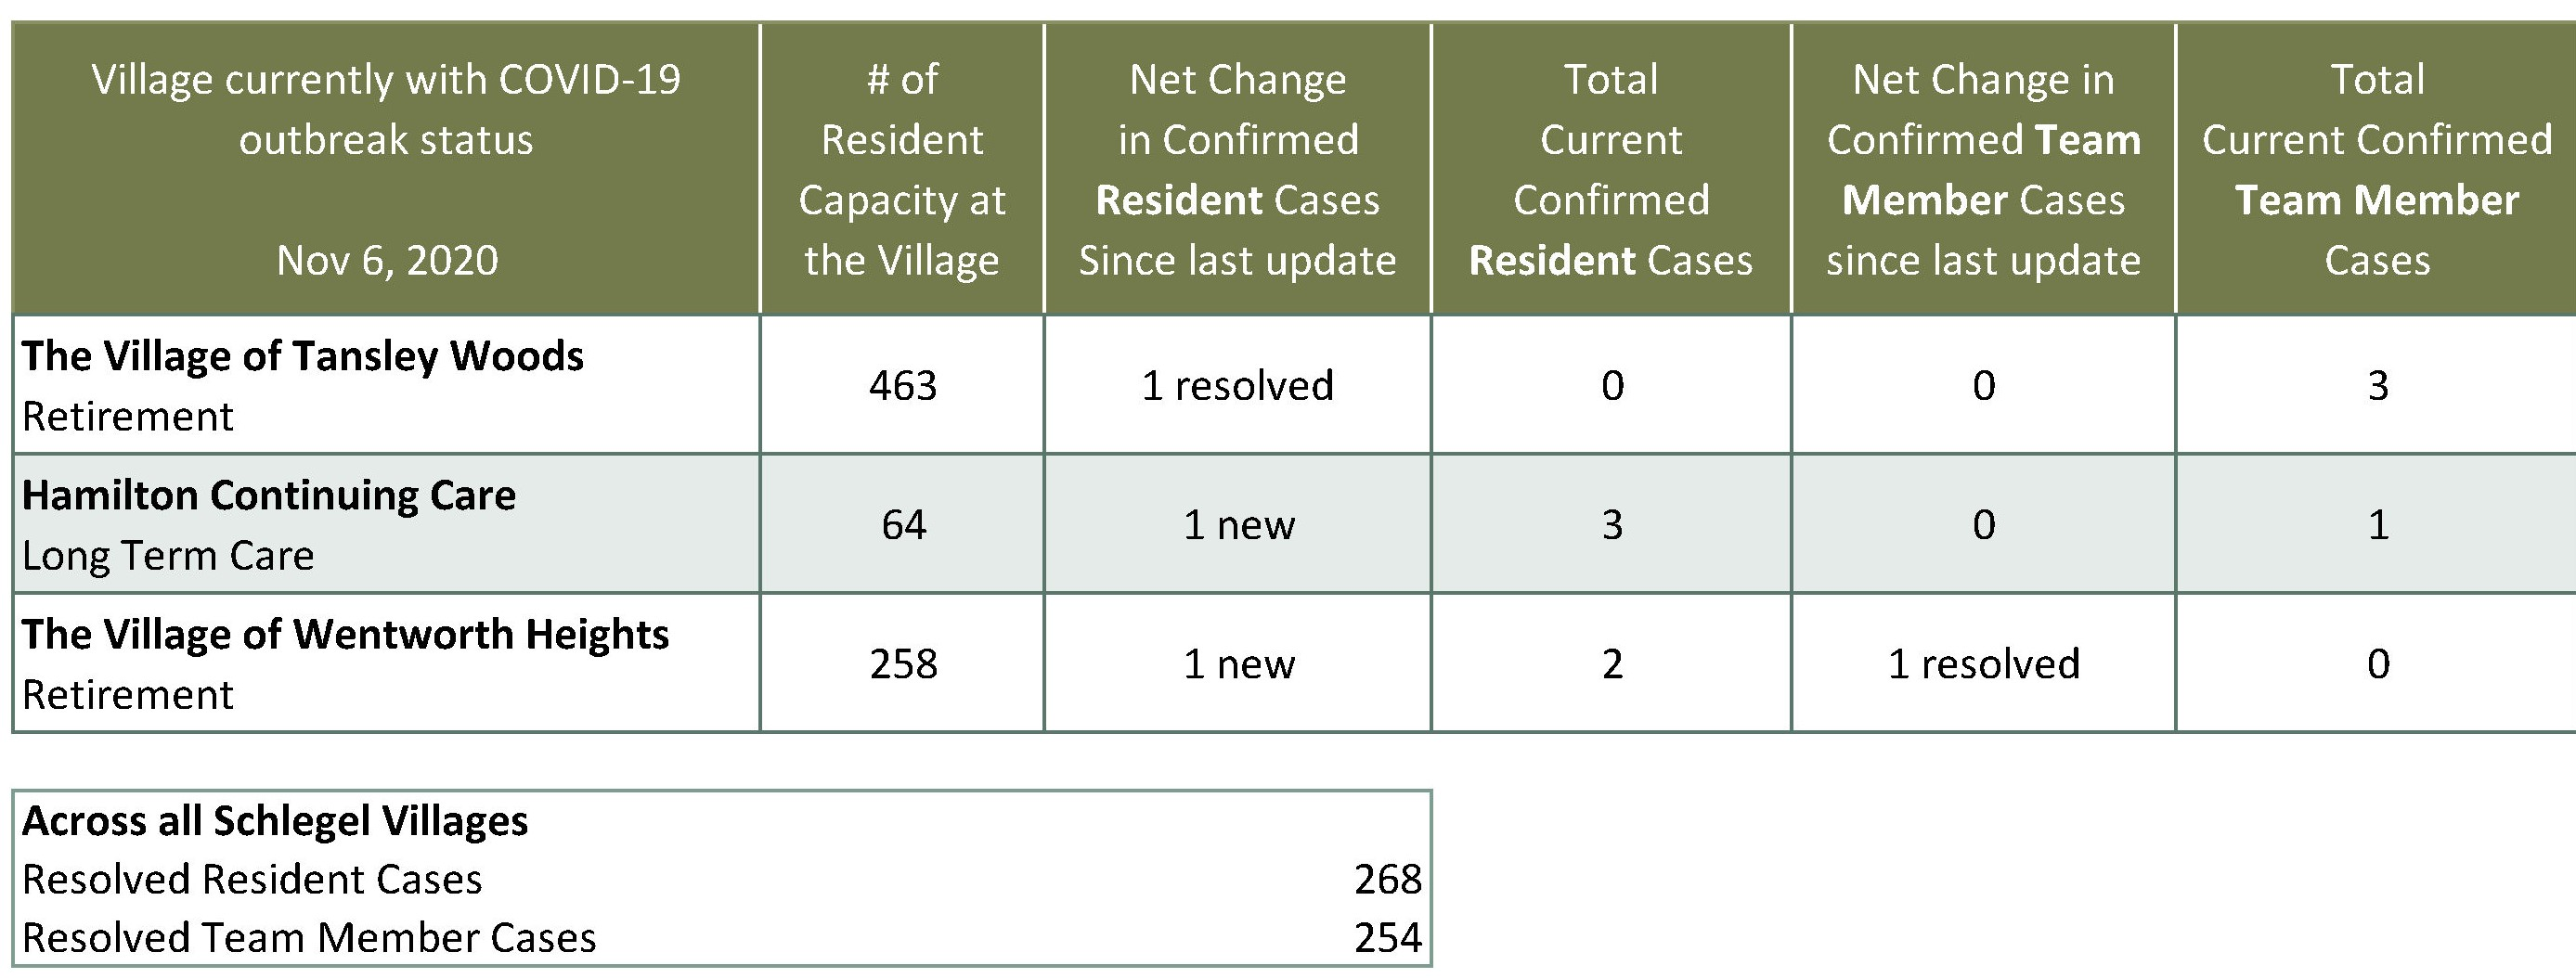 Village currently with COVID-19
outbreak status
Nov 6, 2020
# of
Resident
Capacity at
the Village
Net Change
in Confirmed
Resident Cases
Since last update
Total
Current
Confirmed
Resident Cases
Net Change in
Confirmed Team
Member Cases
since last update
Total
Current Confirmed
Team Member
Cases
The Village of Tansley Woods
Retirement
463
1 resolved
0
0
3
Hamilton Continuing Care
Long Term Care
64
1 new
3
0
1
The Village of Wentworth Heights
Retirement
258
1 new
2
1 resolved
0
Across all Schlegel Villages
Resolved Resident Cases 268
Resolved Team Member Cases 254